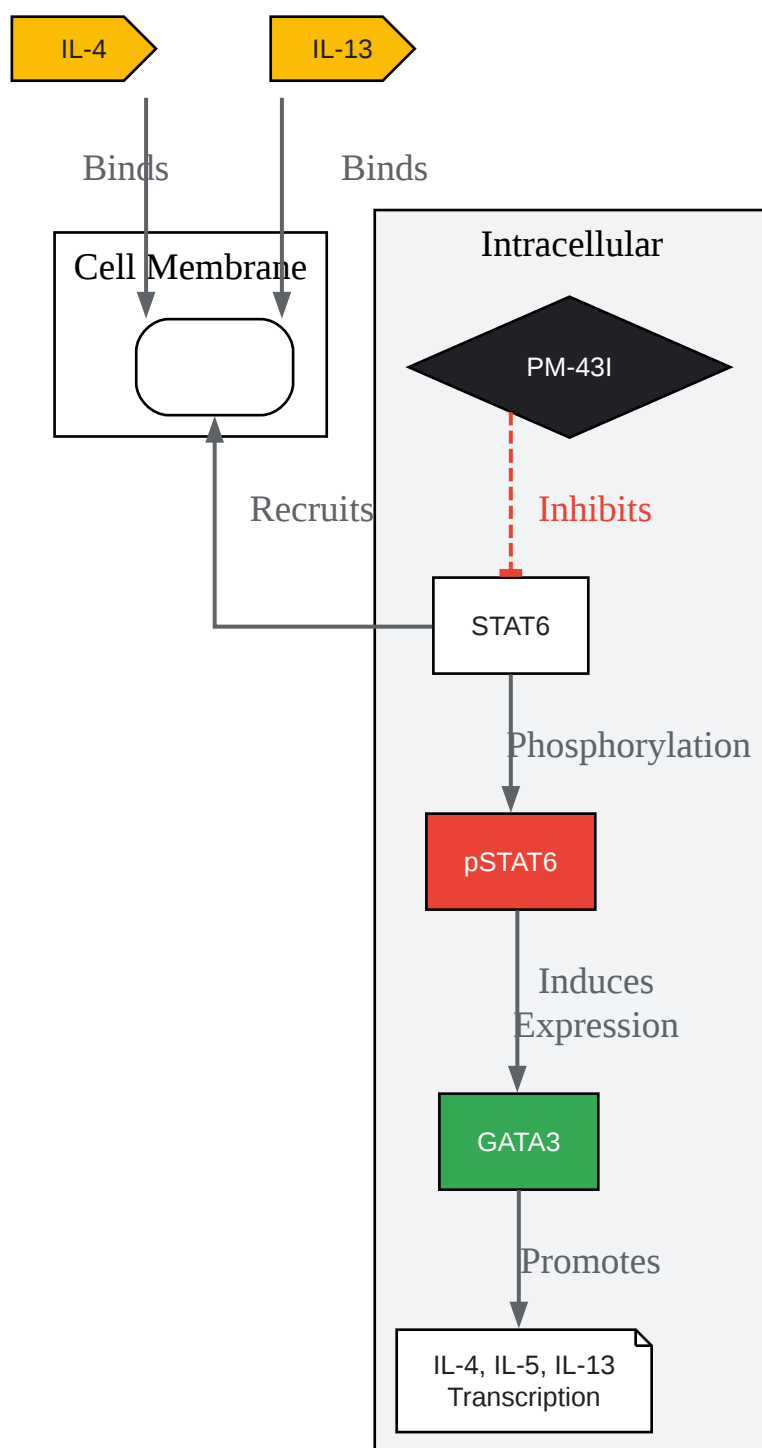 IL-4
IL-13
Binds
Binds
Cell Membrane
Intracellular
PM-43I
Recruits
Inhibits
STAT6
Phosphorylation
pSTAT6
Induces
Expression
GATA3
Promotes
IL-4, IL-5, IL-13
Transcription